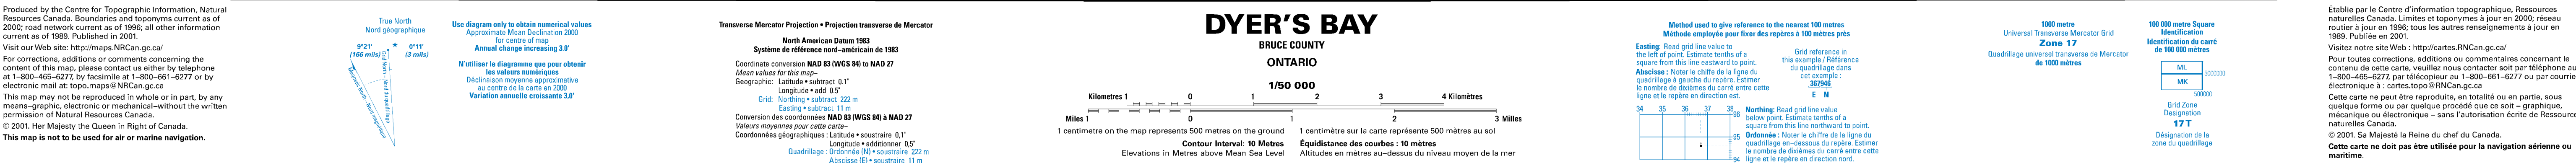 Produced by the Centre for Topographic Information, Natural
Resources Canada. Boundaries and toponyms current as of
2000; road network current as of 1996; all other information
current as of 1989. Published in 2001.
Visit our Web site: http://maps.NRCan.gc.ca/
For corrections, additions or comments concerning the
content of this map, please contact us either by telephone
at 1–800–465–6277, by facsimile at 1–800–661–6277 or by
electronic mail at: topo.maps@NRCan.gc.ca
This map may not be reproduced in whole or in part, by any
means–graphic, electronic or mechanical–without the written
permission of Natural Resources Canada.
© 2001. Her Majesty the Queen in Right of Canada.
This map is not to be used for air or marine navigation.
True North
Nord géographique
9°21'
(166 mils)
0°11'
(3 mils)
Use diagram only to obtain numerical values
Approximate Mean Declination 2000
for centre of map
Annual change increasing 3.0'
N'utiliser le diagramme que pour obtenir
les valeurs numériques
Déclinaison moyenne approximative
au centre de la carte en 2000
Variation annuelle croissante 3,0'
Transverse Mercator Projection • Projection transverse de Mercator
North American Datum 1983
Système de référence nord–américain de 1983
Coordinate conversion NAD 83 (WGS 84) to NAD 27
Mean values for this map–
Geographic: Latitude • subtract 0.1"
Longitude • add 0.5"
Grid: Northing • subtract 222 m
Easting • subtract 11 m
Conversion des coordonnées NAD 83 (WGS 84) à NAD 27
Valeurs moyennes pour cette carte–
Coordonnées géographiques : Latitude • soustraire 0,1"
Longitude • additionner 0,5"
Quadrillage : Ordonnée (N) • soustraire 222 m
Abscisse (E) • soustraire 11 m
DYER'S BAY
BRUCE COUNTY
ONTARIO
1/50 000
Kilometres 1 0 1 2 3 4 Kilomètres
Miles 1 0 1 2 3 Milles
1 centimetre on the map represents 500 metres on the ground
1 centimètre sur la carte représente 500 mètres au sol
Contour Interval: 10 Metres
Elevations in Metres above Mean Sea Level
Équidistance des courbes : 10 mètres
Altitudes en mètres au–dessus du niveau moyen de la mer
Method used to give reference to the nearest 100 metres
Méthode employée pour fixer des repères à 100 mètres près
Easting: Read grid line value to
the left of point. Estimate tenths of a
square from this line eastward to point.
Abscisse : Noter le chiffre de la ligne du
quadrillage à gauche du repère. Estimer
le nombre de dixièmes du carré entre cette
ligne et le repère en direction est.
Grid reference in
this example / Référence
du quadrillage dans
cet exemple :
367946
E N
34 35 36 37 38
96
95
94
Northing: Read grid line value
below point. Estimate tenths of a
square from this line northward to point.
Ordonnée : Noter le chiffre de la ligne du
quadrillage en–dessous du repère. Estimer
le nombre de dixièmes du carré entre cette
ligne et le repère en direction nord.
1000 metre
Universal Transverse Mercator Grid
Zone 17
Quadrillage universel transverse de Mercator
de 1000 mètres
100 000 metre Square
Identification
Identification du carré
de 100 000 mètres
ML
MK
500000
Grid Zone
Designation
17 T
Désignation de la
zone du quadrillage
Établie par le Centre d'information topographique, Ressources
naturelles Canada. Limites et toponymes à jour en 2000; réseau
routier à jour en 1996; tous les autres renseignements à jour en
1989. Publiée en 2001.
Visitez notre site Web : http://cartes.NRCan.gc.ca/
Pour toutes corrections, additions ou commentaires concernant le
contenu de cette carte, veuillez nous contacter soit par téléphone au
1–800–465–6277, par télécopieur au 1–800–661–6277 ou par courrie
électronique à : cartes.topo@NRCan.gc.ca
Cette carte ne peut être reproduite, en totalité ou en partie, sous
quelque forme ou par quelque procédé que ce soit – graphique,
mécanique ou électronique – sans l'autorisation écrite de Ressource
naturelles Canada.
© 2001. Sa Majesté la Reine du chef du Canada.
Cette carte ne doit pas être utilisée pour la navigation aérienne ou
maritime.